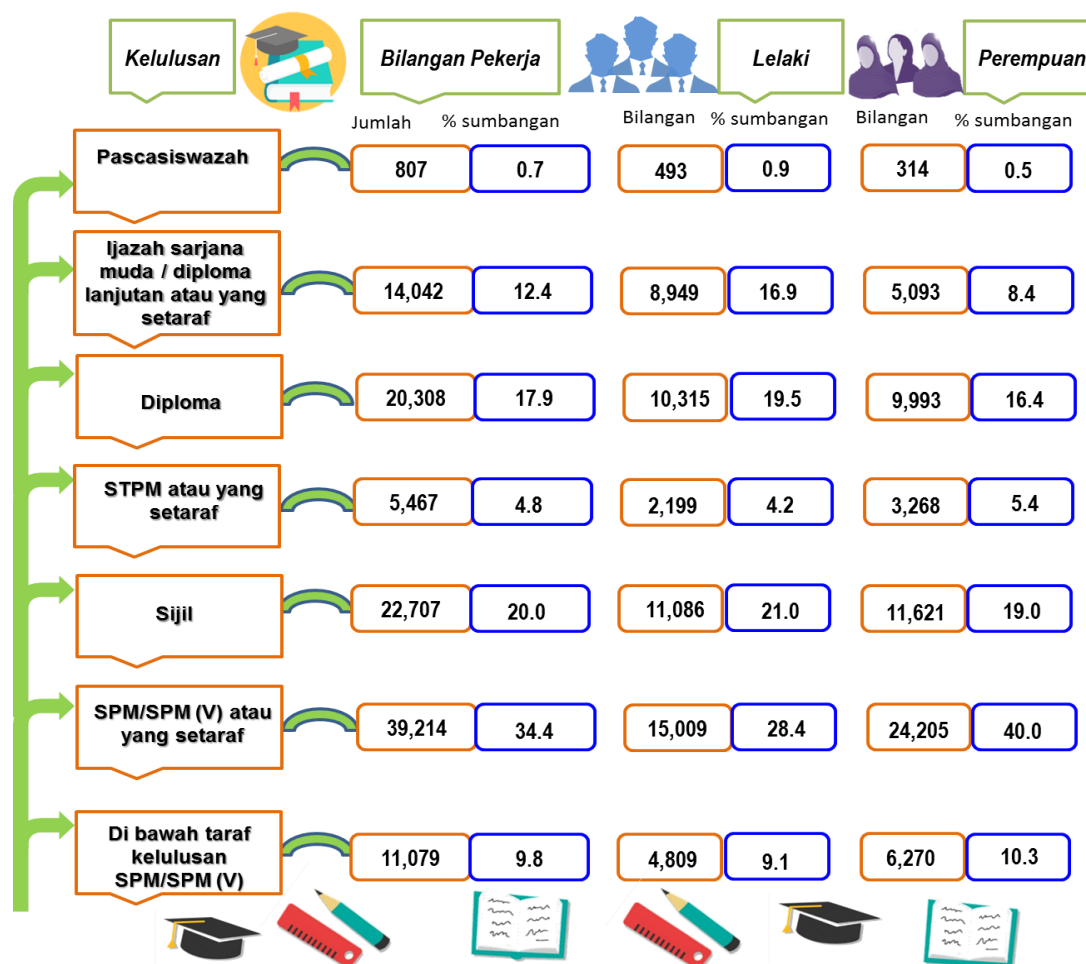 Kelulusan
Bilangan Pekerja
Lelaki
Perempuan
Jumlah % sumbangan Bilangan % sumbangan Bilangan % sumbangan
Pascasiswazah
807 0.7 493 0.9 314 0.5
Ijazah sarjana
muda / diploma
lanjutan atau yang
setaraf
14,042 12.4 8,949 16.9 5,093 8.4
Diploma
20,308 17.9 10,315 19.5 9,993 16.4
STPM atau yang
setaraf
5,467 4.8 2,199 4.2 3,268 5.4
Sijil
22,707 20.0 11,086 21.0 11,621 19.0
SPM/SPM (V) atau
yang setaraf
39,214 34.4 15,009 28.4 24,205 40.0
Di bawah taraf
kelulusan
SPM/SPM (V)
11,079 9.8 4,809 9.1 6,270 10.3